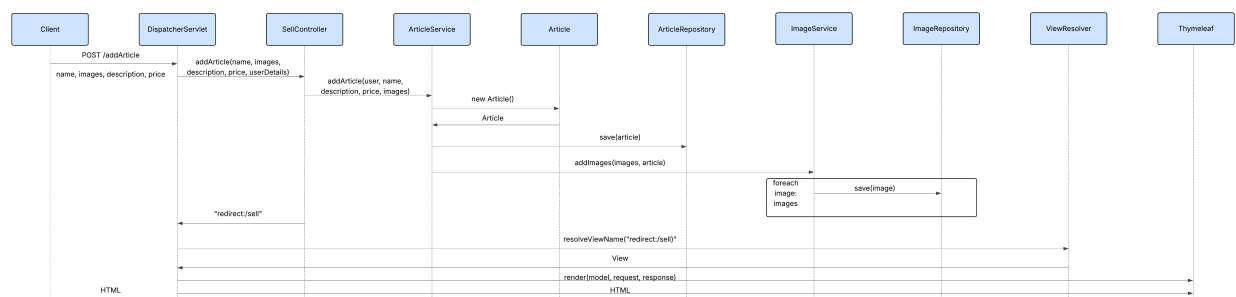 Client
DispatcherServlet
SellController
ArticleService
Article
ArticleRepository
ImageService
ImageRepository
ViewResolver
Thymeleaf
POST /addArticle
name, images, description, price
addArticle(name, images,
description, price, userDetails)
addArticle(user, name,
description, price, images)
new Article()
Article
save(article)
addImages(images, article)
foreach
image:
images
save(image)
"redirect:/sell"
resolveViewName("redirect:/sell)"
View
render(model, request, response)
HTML
HTML